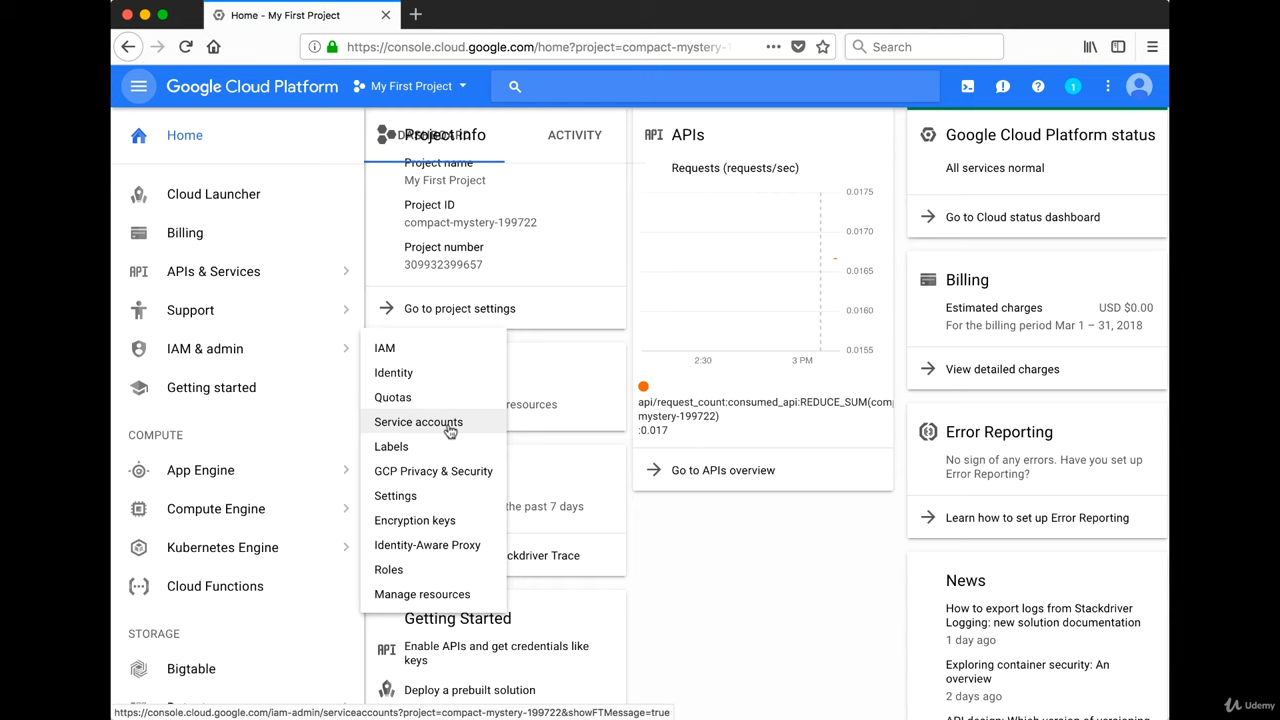 Home - My First Project
https://console.cloud.google.com/home?project=compact-mystery-1
Search
Google Cloud Platform
My First Project
1
Home
Cloud Launcher
Billing
API
APIs & Services
Support
IAM & admin
Getting started
COMPUTE
App Engine
Compute Engine
Kubernetes Engine
Cloud Functions
STORAGE
Bigtable
Project info
ACTIVITY
Project name
My First Project
Project ID
compact-mystery-199722
Project number
309932399657
Go to project settings
IAM
Identity
Quotas
Service accounts
Labels
GCP Privacy & Security
Settings
Encryption keys
Identity-Aware Proxy
Roles
Manage resources
resources
the past 7 days
ckdriver Trace
Getting Started
API
Enable APIs and get credentials like
keys
Deploy a prebuilt solution
API
APIs
Requests (requests/sec)
0.0175
0.0170
0.0165
0.0160
0.0155
2:30
3 PM
api/request_count:consumed_api:REDUCE_SUM(com
mystery-199722)
:0.017
Go to APIs overview
Google Cloud Platform status
All services normal
Go to Cloud status dashboard
Billing
Estimated charges
USD $0.00
For the billing period Mar 1 – 31, 2018
View detailed charges
Error Reporting
No sign of any errors. Have you set up
Error Reporting?
Learn how to set up Error Reporting
News
How to export logs from Stackdriver
Logging: new solution documentation
1 day ago
Exploring container security: An
overview
2 days ago
API design: Which version of versioning
https://console.cloud.google.com/iam-admin/serviceaccounts?project=compact-mystery-199722&showFTMessage=true
Udemy